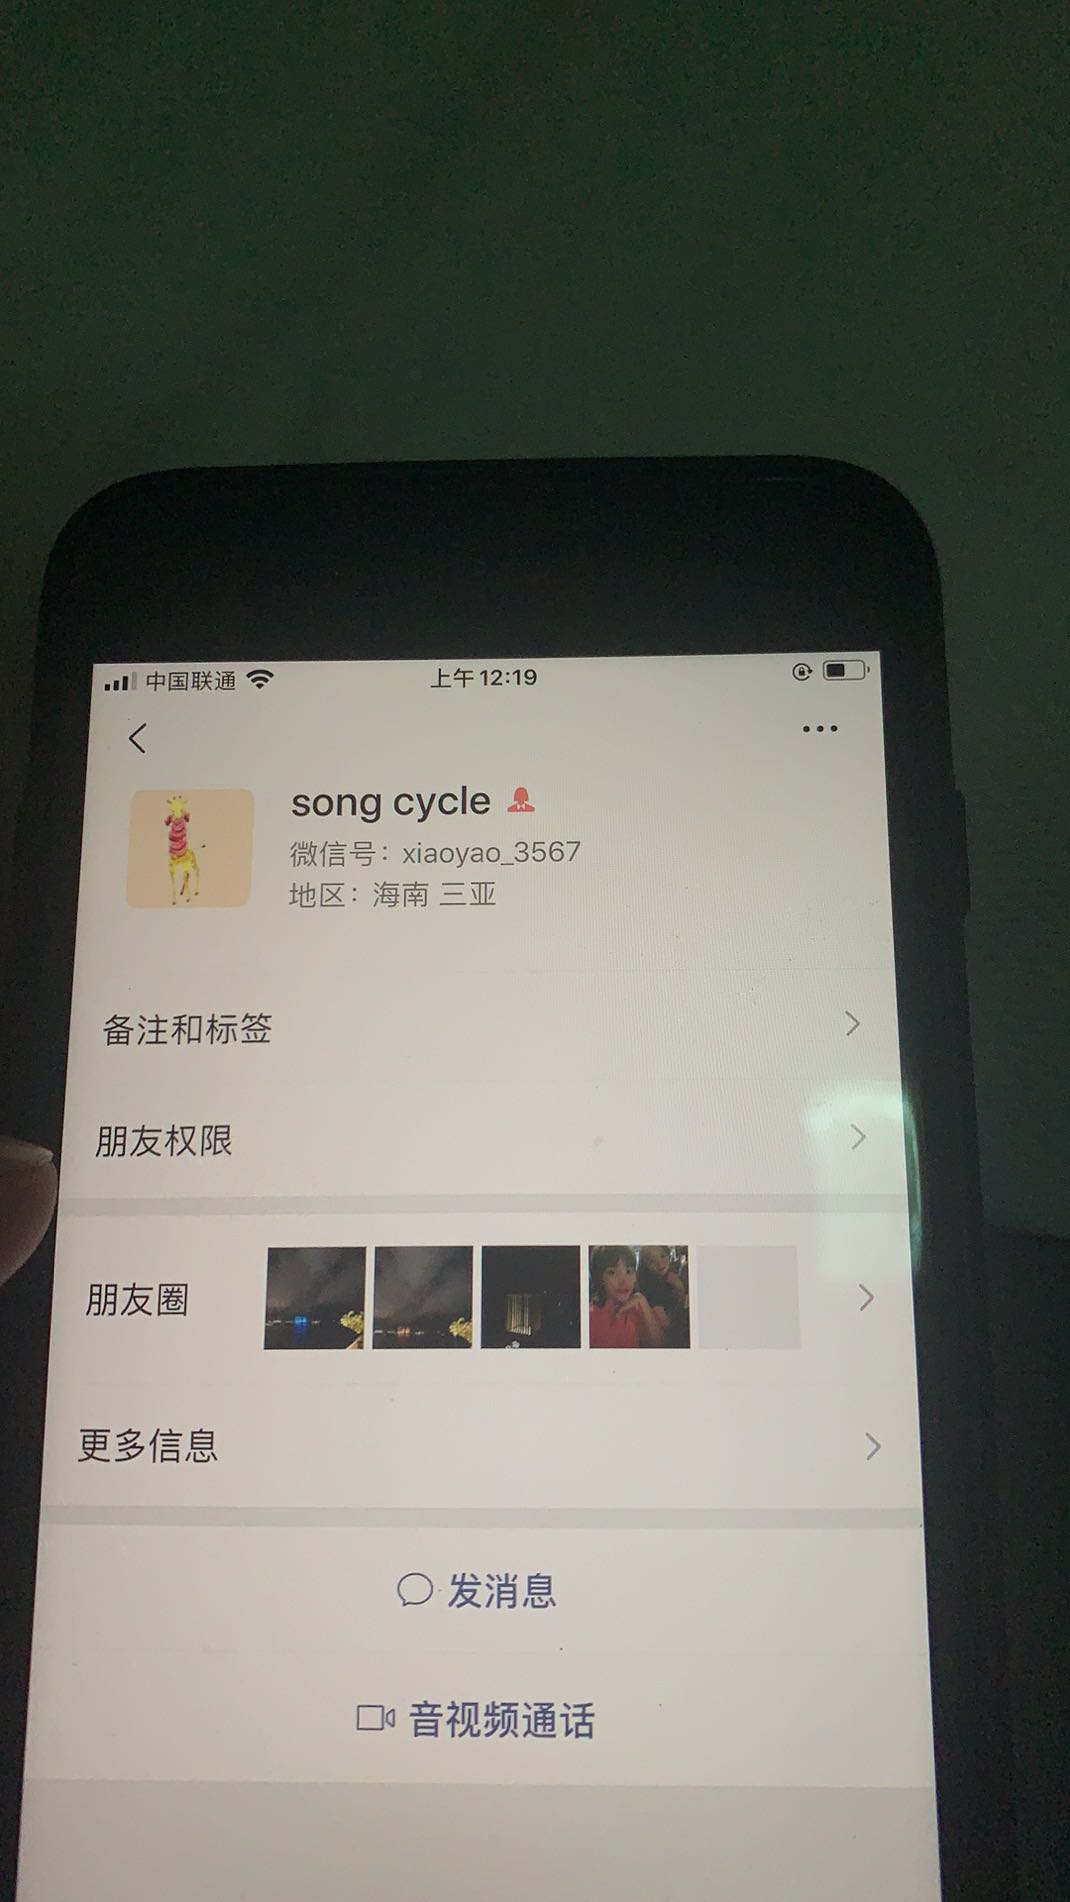 中国联通
上午12:19
song cycle
微信号：xiaoyao_3567
地区：海南 三亚
备注和标签
朋友权限
朋友圈
更多信息
发消息
音视频通话